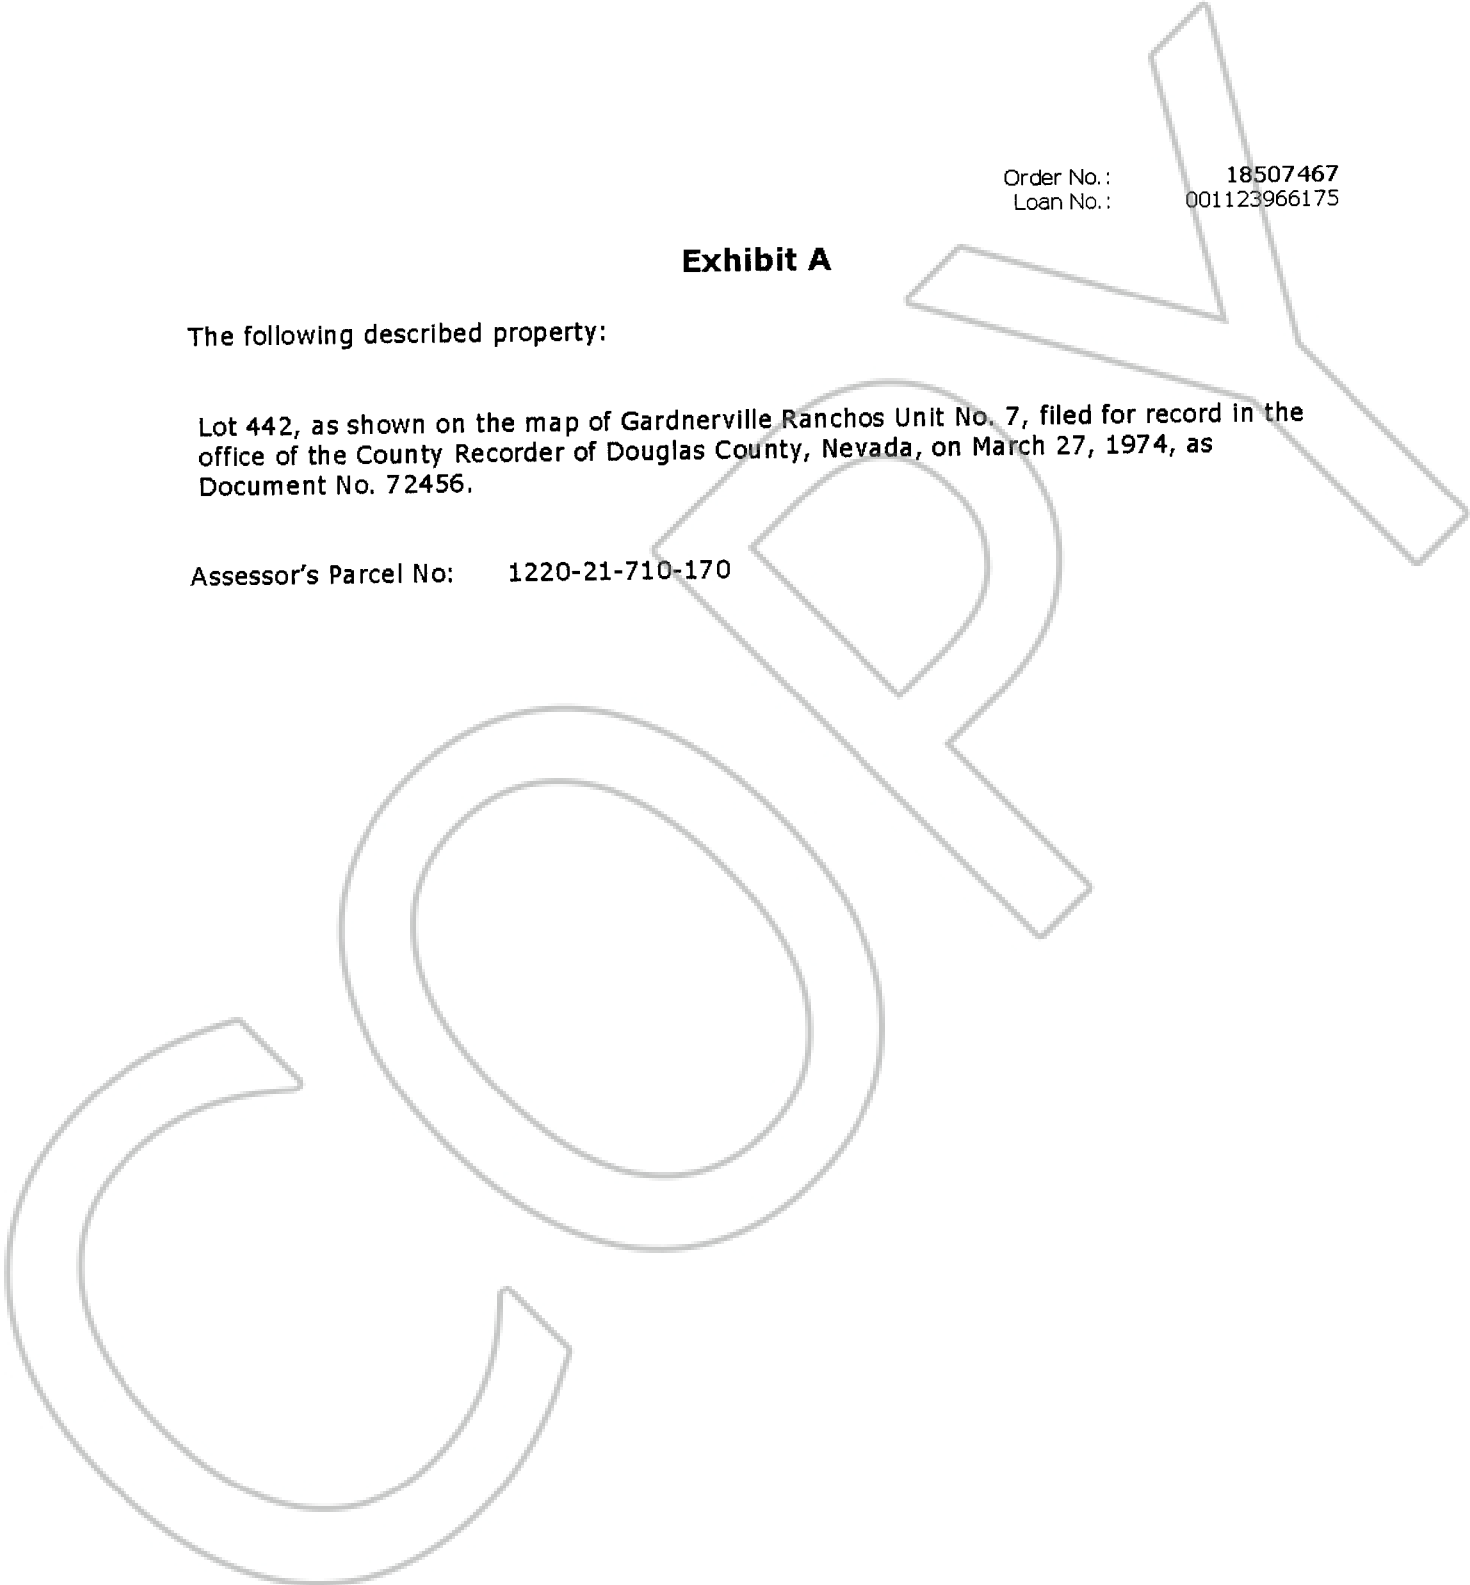 Order No.: 18507467
Loan No.: 001123966175
Exhibit A
The following described property:
Lot 442, as shown on the map of Gardnerville Ranchos Unit No. 7, filed for record in the
office of the County Recorder of Douglas County, Nevada, on March 27, 1974, as
Document No. 72456.
Assessor's Parcel No: 1220-21-710-170
COPY